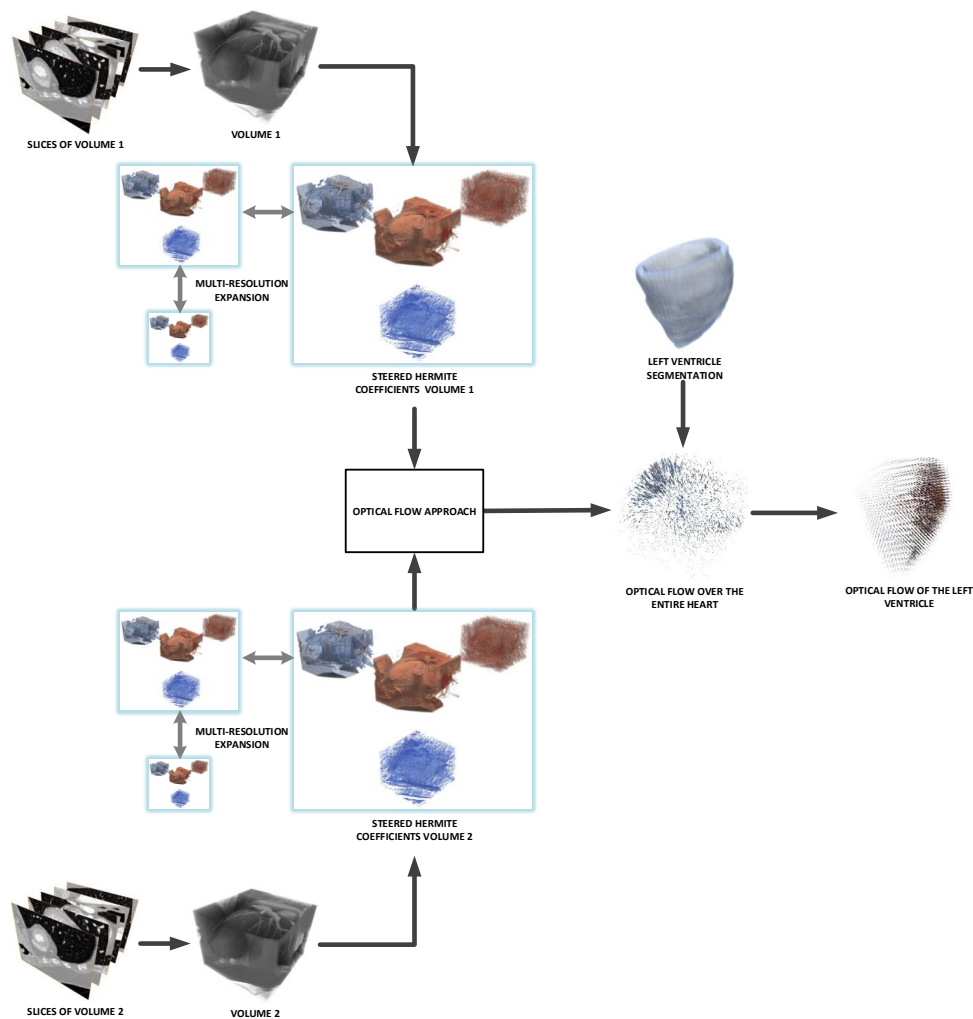 SLICES OF VOLUME 1
VOLUME 1
MULTI-RESOLUTION
EXPANSION
STEERED HERMITE
COEFFICIENTS VOLUME 1
LEFT VENTRICLE
SEGMENTATION
OPTICAL FLOW APPROACH
OPTICAL FLOW OVER THE
ENTIRE HEART
OPTICAL FLOW OF THE LEFT
VENTRICLE
MULTI-RESOLUTION
EXPANSION
STEERED HERMITE
COEFFICIENTS VOLUME 2
SLICES OF VOLUME 2
VOLUME 2